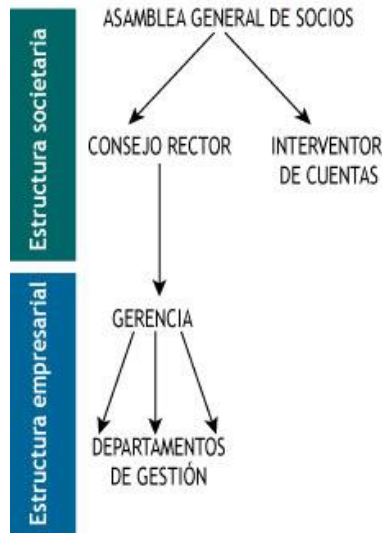 ASAMBLEA GENERAL DE SOCIOS
Estructura societaria
CONSEJO RECTOR
INTERVENTOR
DE CUENTAS
Estructura empresarial
GERENCIA
DEPARTAMENTOS
DE GESTIÓN